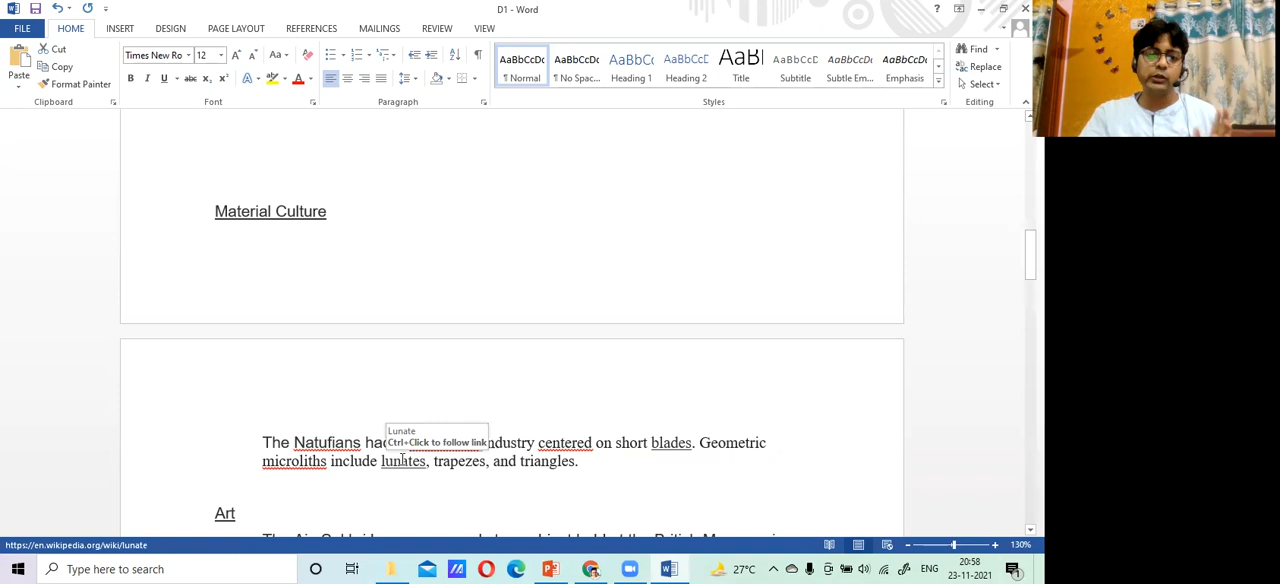 D1 - Word
FILE
HOME
INSERT
DESIGN
PAGE LAYOUT
REFERENCES
MAILINGS
REVIEW
VIEW
Paste
Cut
Copy
Format Painter
Clipboard
Times New Ro
12
Font
Paragraph
AaBbCcDc
¶ Normal
AaBbCcDc
¶ No Spac...
AaBbCc
Heading 1
AaBbCcD
Heading 2
Title
AaBbCcD
Subtitle
AaBbCcDc
Subtle Em...
AaBbCcDc
Emphasis
Styles
Find
Replace
Select
Editing
Material Culture
Lunate
Ctrl+Click to follow link
The Natufians had ndustry centered on short blades. Geometric
microliths include lunates, trapezes, and triangles.
Art
https://en.wikipedia.org/wiki/lunate
130%
Type here to search
27°C
ENG
20:58
23-11-2021